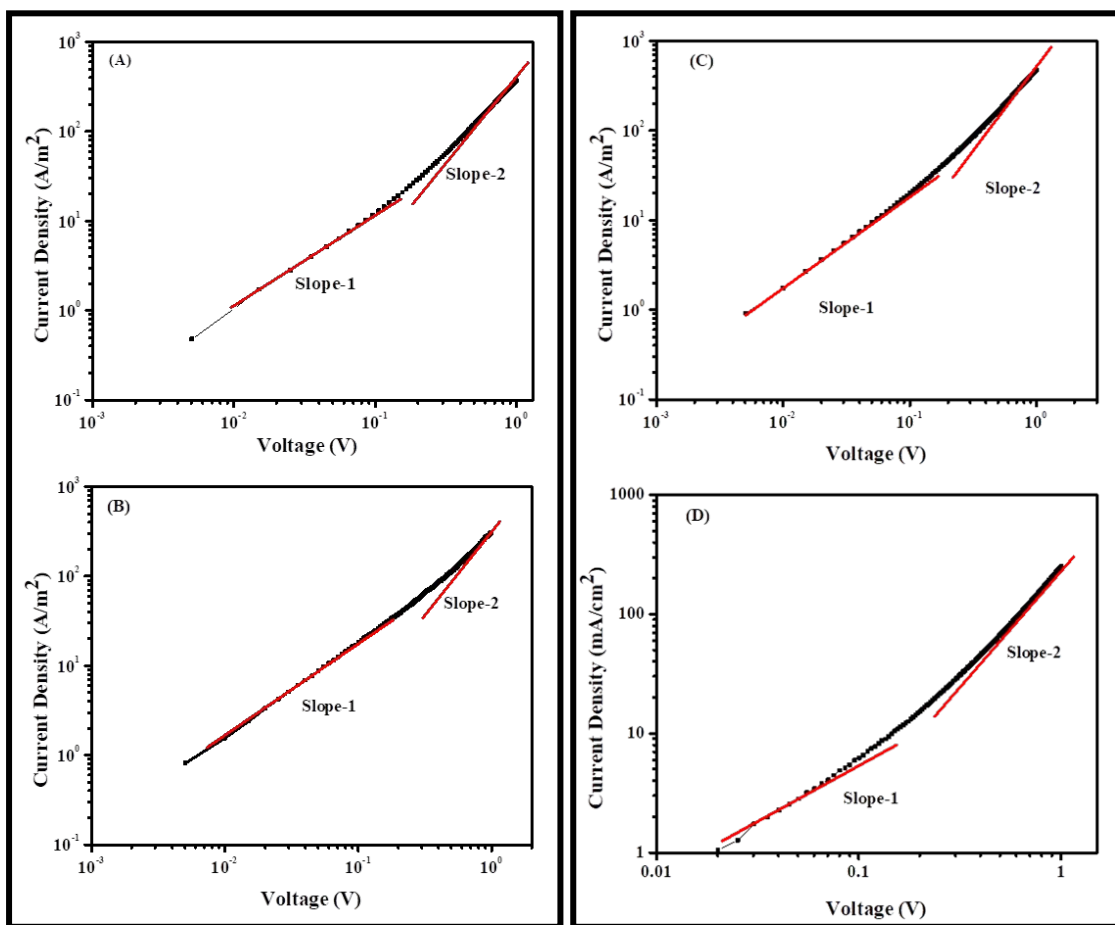 (A)
10³
10²
10¹
10⁰
10⁻¹
10⁻³
10⁻²
10⁻¹
10⁰
Current Density (A/m²)
Voltage (V)
Slope-1
Slope-2
(B)
10³
10²
10¹
10⁰
10⁻¹
10⁻³
10⁻²
10⁻¹
10⁰
Current Density (A/m²)
Voltage (V)
Slope-1
Slope-2
(C)
10³
10²
10¹
10⁰
10⁻¹
10⁻³
10⁻²
10⁻¹
10⁰
Current Density (A/m²)
Voltage (V)
Slope-1
Slope-2
(D)
1000
100
10
1
0.01
0.1
1
Current Density (mA/cm²)
Voltage (V)
Slope-1
Slope-2